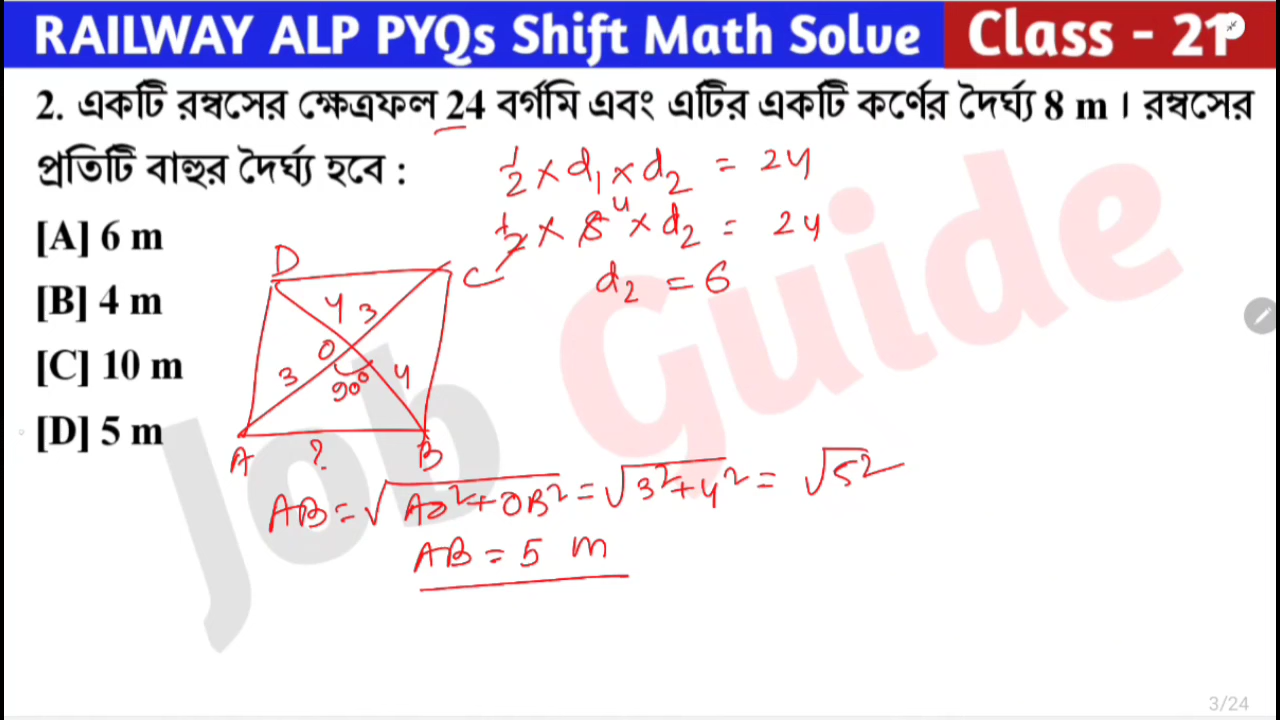 RAILWAY ALP PYQs Shift Math Solve Class - 21
2. একটি রম্বসের ক্ষেত্রফল 24 বর্গমি এবং এটির একটি কর্ণের দৈর্ঘ্য 8 m । রম্বসের
প্রতিটি বাহুর দৈর্ঘ্য হবে :
1/2 × d₁ × d₂ = 24
[A] 6 m
1/2 × 8 4 × d₂ = 24
d₂ = 6
[B] 4 m
[C] 10 m
[D] 5 m
D C
4 3
O
3 90° 4
A ? B
AB = √AO²+OB² = √3²+4² = √5²
AB = 5 m
Job Guide
3/24